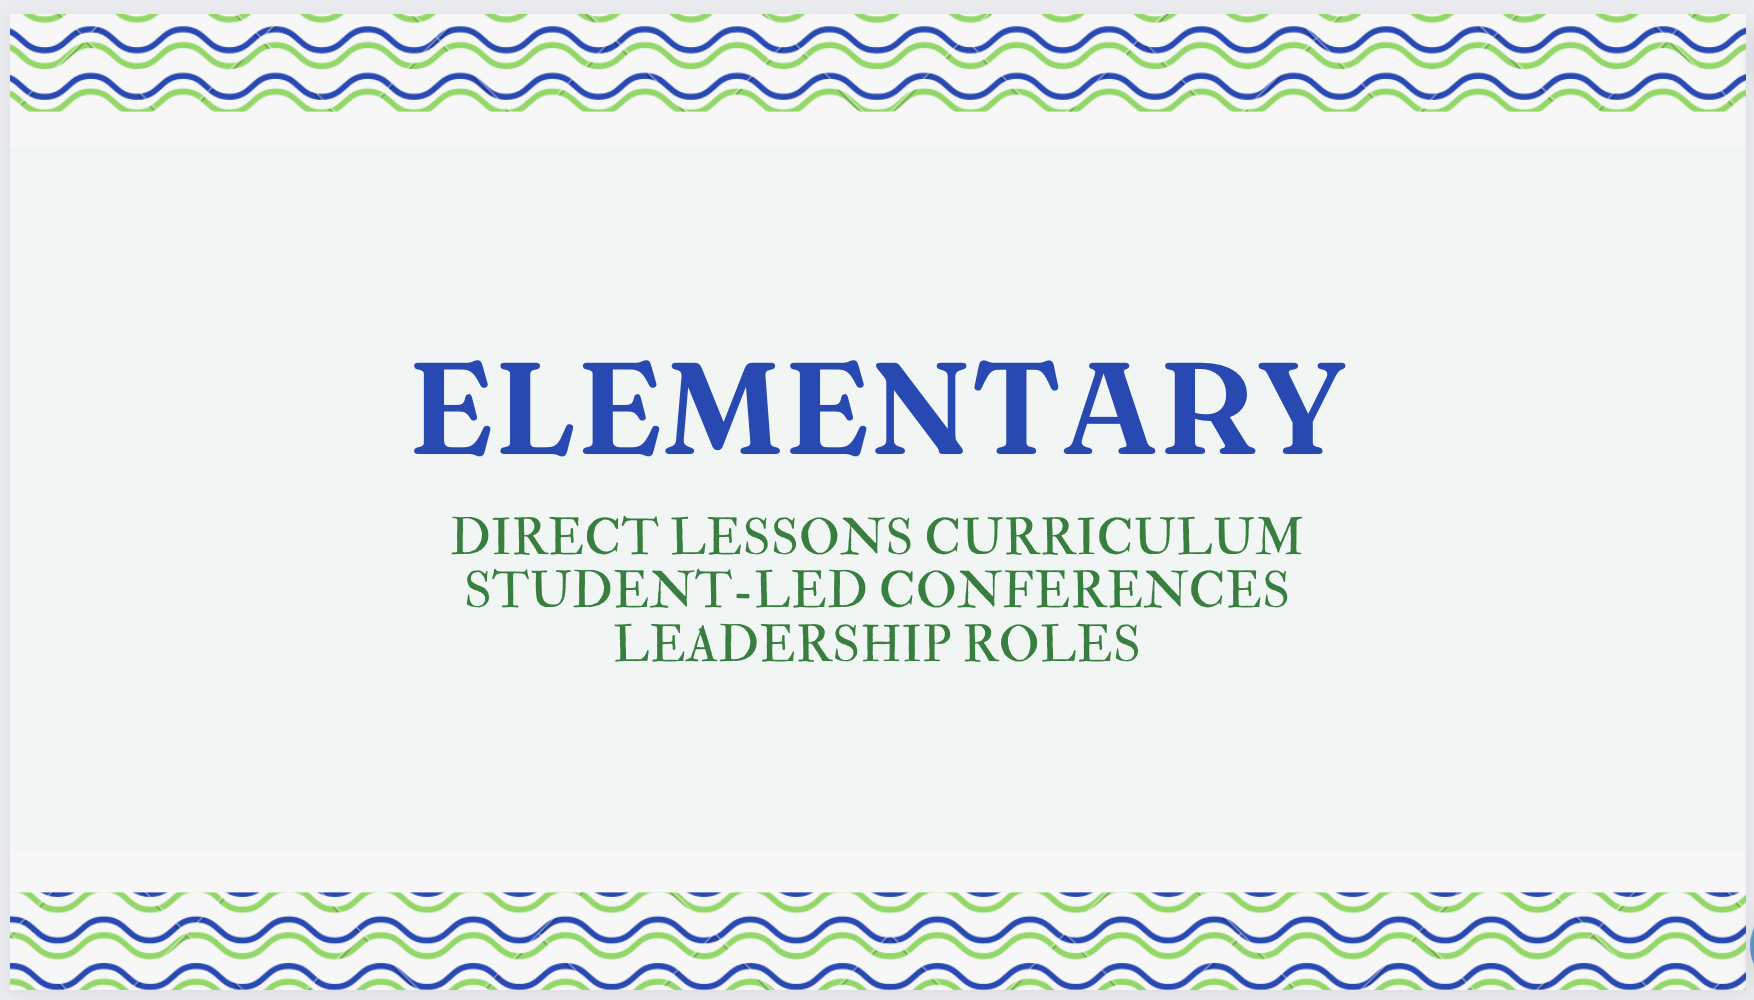 ELEMENTARY
DIRECT LESSONS CURRICULUM
STUDENT-LED CONFERENCES
LEADERSHIP ROLES